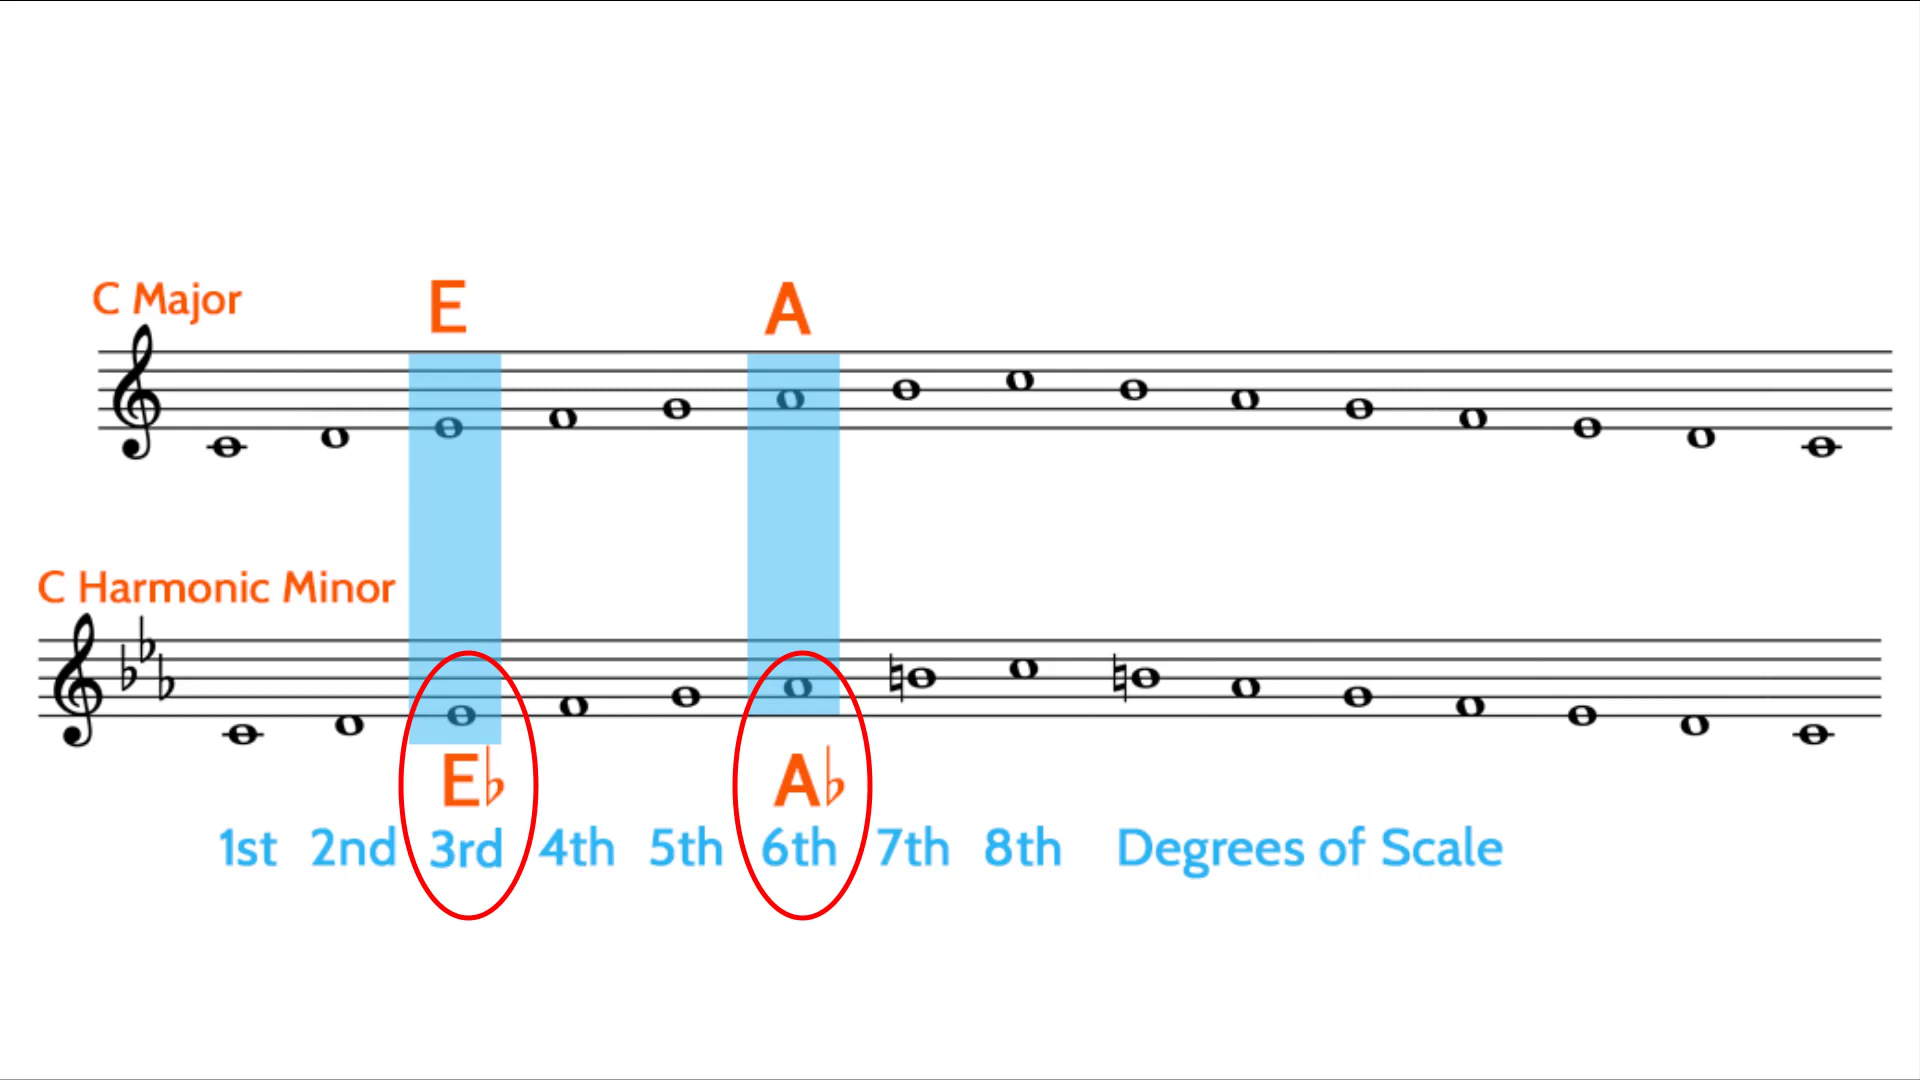 C Major E A
C Harmonic Minor
E♭ A♭
1st 2nd 3rd 4th 5th 6th 7th 8th Degrees of Scale